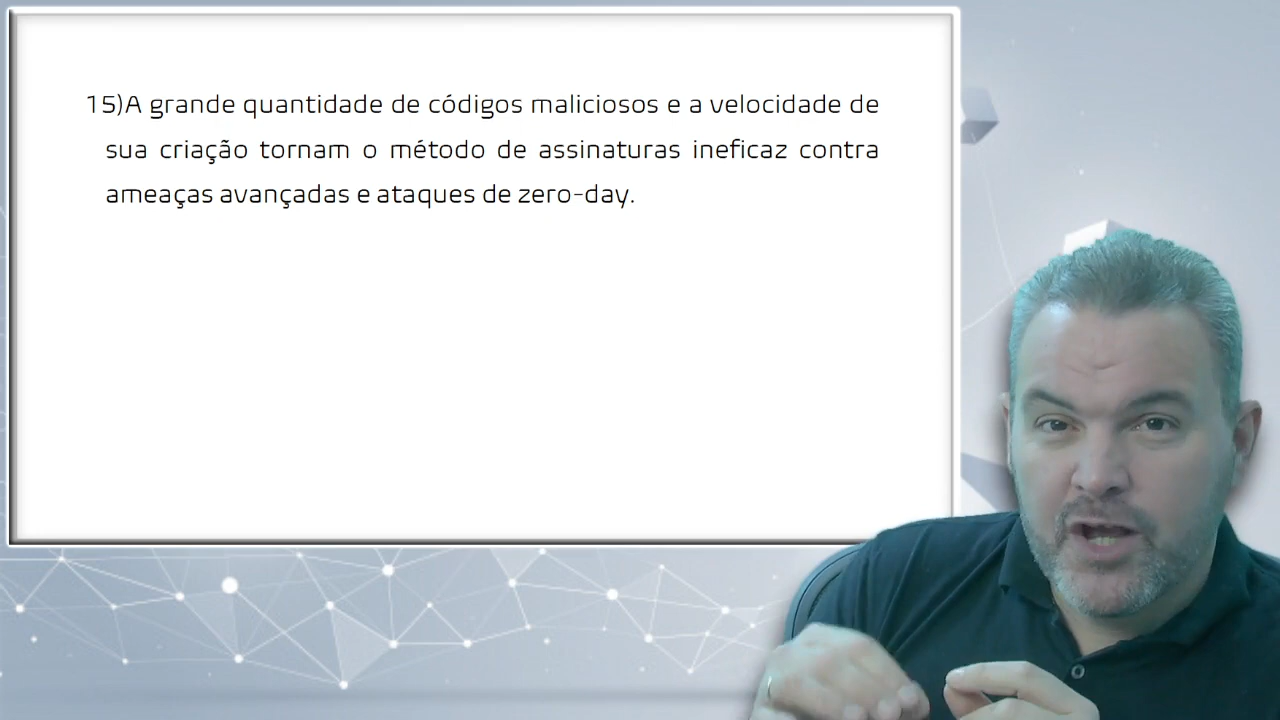 15)A grande quantidade de códigos maliciosos e a velocidade de
sua criação tornam o método de assinaturas ineficaz contra
ameaças avançadas e ataques de zero-day.